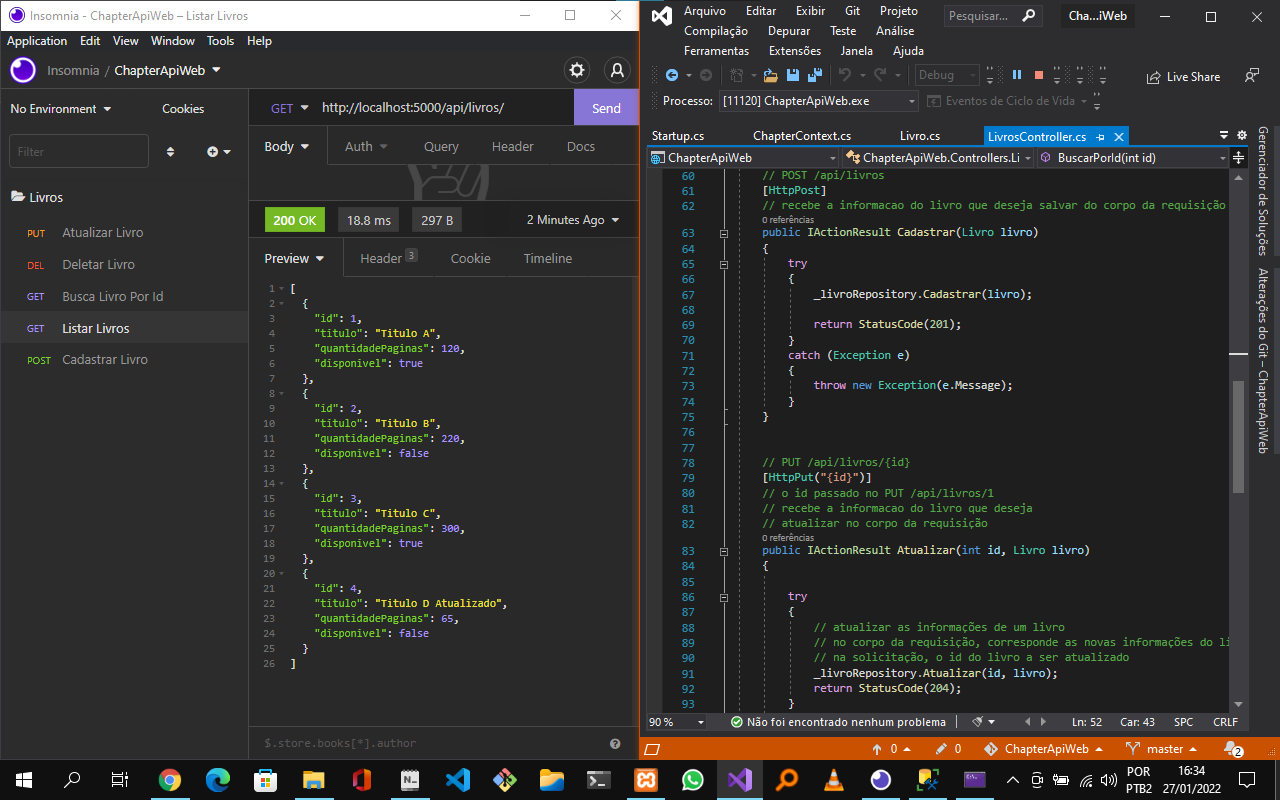 Insomnia - ChapterApiWeb – Listar Livros
Application Edit View Window Tools Help
Insomnia / ChapterApiWeb
No Environment Cookies
Filter
Livros
PUT Atualizar Livro
DEL Deletar Livro
GET Busca Livro Por Id
GET Listar Livros
POST Cadastrar Livro
GET http://localhost:5000/api/livros/ Send
Body Auth Query Header Docs
200 OK 18.8 ms 297 B 2 Minutes Ago
Preview Header 3 Cookie Timeline
1 [
2 {
3 "id": 1,
4 "titulo": "Titulo A",
5 "quantidadePaginas": 120,
6 "disponivel": true
7 },
8 {
9 "id": 2,
10 "titulo": "Titulo B",
11 "quantidadePaginas": 220,
12 "disponivel": false
13 },
14 {
15 "id": 3,
16 "titulo": "Titulo C",
17 "quantidadePaginas": 300,
18 "disponivel": true
19 },
20 {
21 "id": 4,
22 "titulo": "Titulo D Atualizado",
23 "quantidadePaginas": 65,
24 "disponivel": false
25 }
26 ]
$.store.books[*].author
Arquivo Editar Exibir Git Projeto
Compilação Depurar Teste Análise
Ferramentas Extensões Janela Ajuda
Pesquisar...
Cha...iWeb
Debug
Live Share
Processo: [11120] ChapterApiWeb.exe Eventos de Ciclo de Vida
Startup.cs ChapterContext.cs Livro.cs LivrosController.cs
ChapterApiWeb ChapterApiWeb.Controllers.Li BuscarPorId(int id)
60 // POST /api/livros
61 [HttpPost]
62 // recebe a informacao do livro que deseja salvar do corpo da requisição
0 referências
63 public IActionResult Cadastrar(Livro livro)
64 {
65 try
66 {
67 _livroRepository.Cadastrar(livro);
68
69 return StatusCode(201);
70 }
71 catch (Exception e)
72 {
73 throw new Exception(e.Message);
74 }
75 }
76
77
78 // PUT /api/livros/{id}
79 [HttpPut("{id}")]
80 // o id passado no PUT /api/livros/1
81 // recebe a informacao do livro que deseja
82 // atualizar no corpo da requisição
0 referências
83 public IActionResult Atualizar(int id, Livro livro)
84 {
85
86 try
87 {
88 // atualizar as informações de um livro
89 // no corpo da requisição, corresponde as novas informações do li
90 // na solicitação, o id do livro a ser atualizado
91 _livroRepository.Atualizar(id, livro);
92 return StatusCode(204);
93 }
90 % Não foi encontrado nenhum problema Ln: 52 Car: 43 SPC CRLF
Gerenciador de Soluções
Alterações do Git – ChapterApiWeb
0 0 ChapterApiWeb master 2
POR
PTB2
16:34
27/01/2022